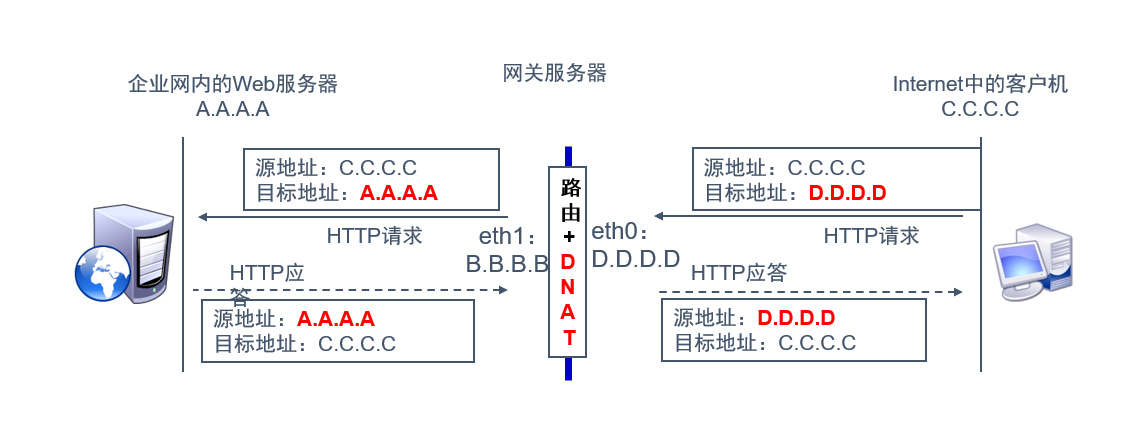 企业网内的Web服务器
A.A.A.A
网关服务器
Internet中的客户机
C.C.C.C
源地址：C.C.C.C
目标地址：A.A.A.A
HTTP请求
eth1：
B.B.B.B
HTTP应
答
源地址：A.A.A.A
目标地址：C.C.C.C
路
由
+
D
N
A
T
源地址：C.C.C.C
目标地址：D.D.D.D
HTTP请求
eth0：
D.D.D.D
HTTP应答
源地址：D.D.D.D
目标地址：C.C.C.C